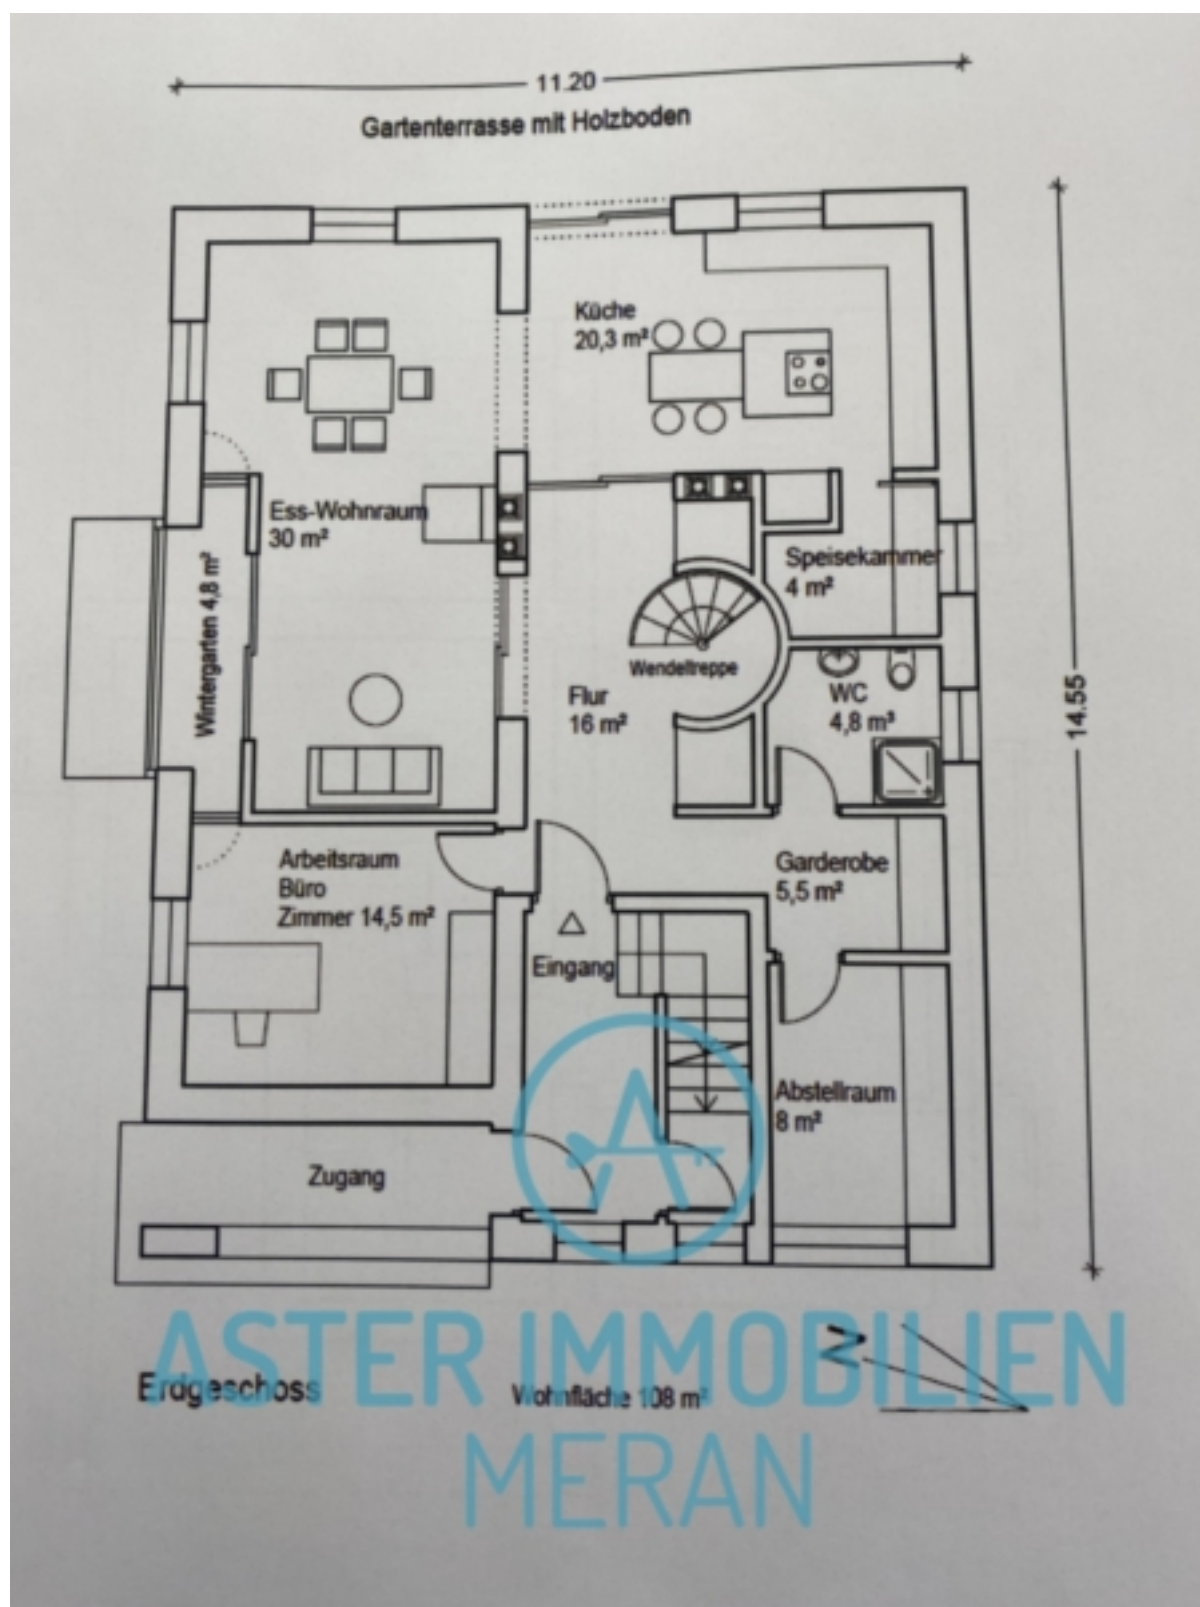 11.20
Gartenterrasse mit Holzboden
Küche
20,3 m²
Ess-Wohnraum
30 m²
Wintergarten 4,8 m²
Speisekammer
4 m²
Wendeltreppe
WC
4,8 m³
Flur
16 m²
14.55
Arbeitsraum
Büro
Zimmer 14,5 m²
Garderobe
5,5 m²
Eingang
Abstellraum
8 m²
Zugang
N
ASTER IMMOBILIEN
Erdgeschoss
Wohnfläche 108 m²
MERAN